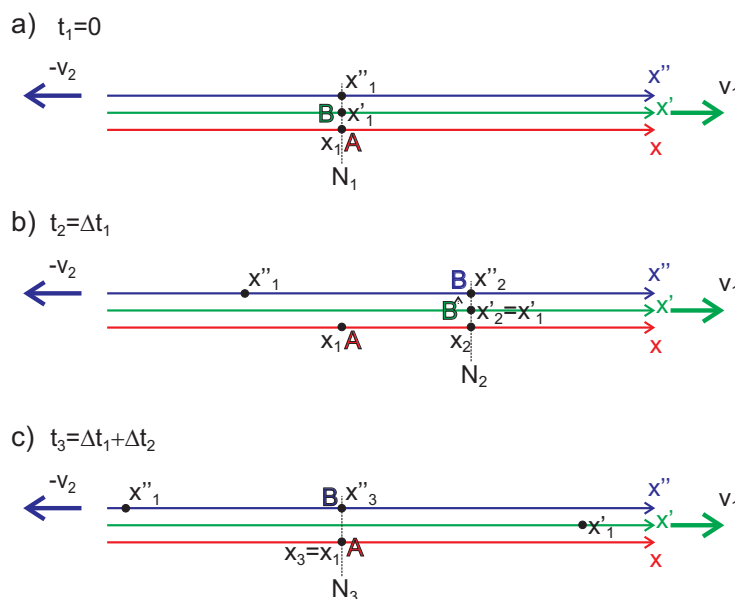 a) t₁=0
-v₂ x''₁ x'' v₁
B x'₁ x'
x₁ A x
N₁
b) t₂=Δt₁
-v₂ x''₁ B x''₂ x'' v₁
B^ x'₂=x'₁ x'
x₁ A x₂ x
N₂
c) t₃=Δt₁+Δt₂
-v₂ x''₁ B x''₃ x'' v₁
x'₁ x'
x₃=x₁ A x
N₃